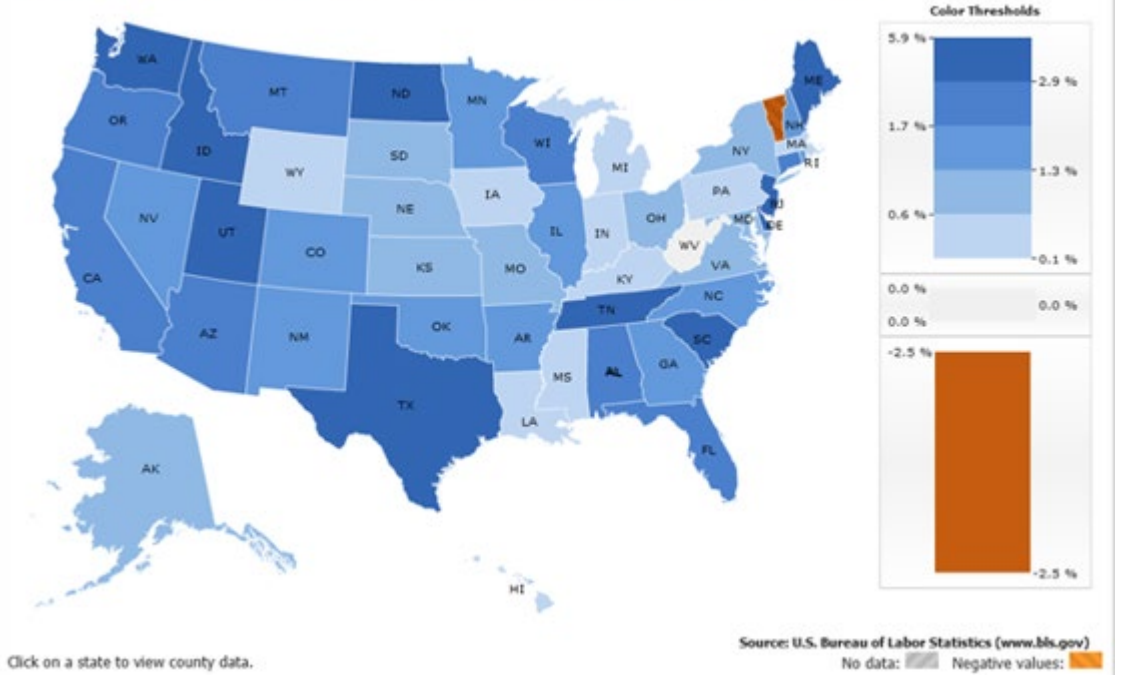 Color Thresholds
5.9 %
2.9 %
1.7 %
1.3 %
0.6 %
0.1 %
0.0 %
0.0 %
0.0 %
-2.5 %
-2.5 %
WA
MT
ND
MN
ME
OR
ID
WY
SD
WI
MI
NY
NH
MA
RI
NV
UT
CO
NE
IA
IL
IN
OH
PA
NJ
MD
DE
WV
CA
KS
MO
KY
VA
AZ
NM
OK
AR
TN
NC
SC
TX
LA
MS
AL
GA
FL
AK
HI
Source: U.S. Bureau of Labor Statistics (www.bls.gov)
Click on a state to view county data.
No data:
Negative values: